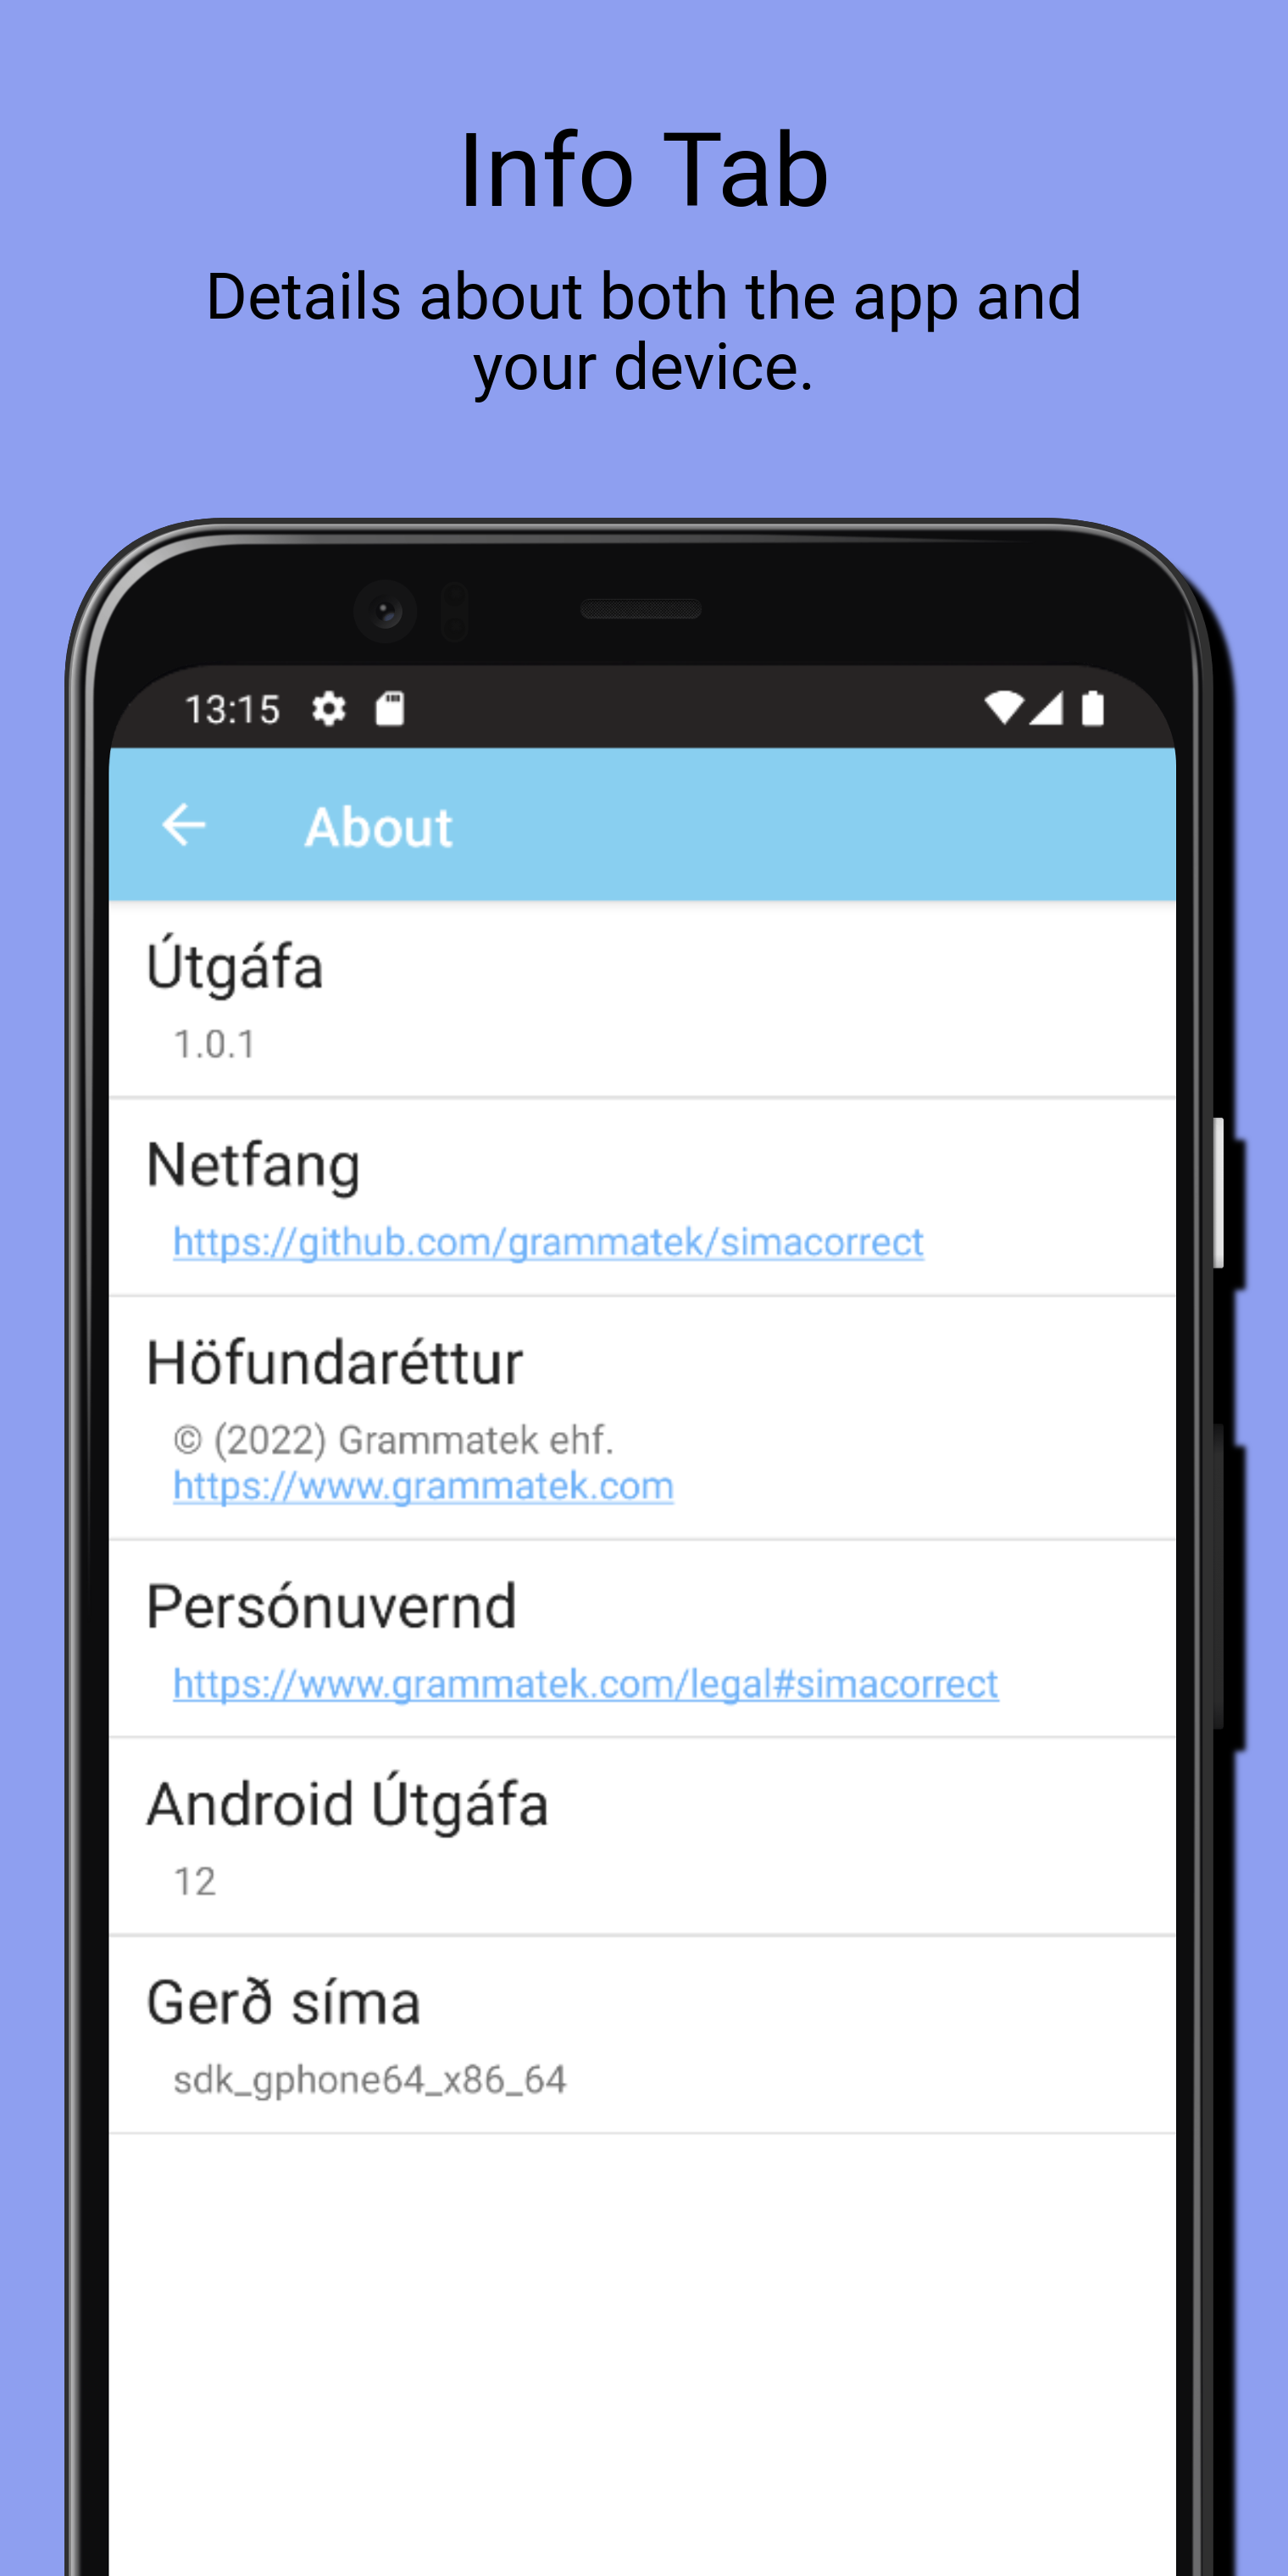 Info Tab
Details about both the app and
your device.
13:15
About
Útgáfa
1.0.1
Netfang
https://github.com/grammatek/simacorrect
Höfundaréttur
© (2022) Grammatek ehf.
https://www.grammatek.com
Persónuvernd
https://www.grammatek.com/legal#simacorrect
Android Útgáfa
12
Gerð síma
sdk_gphone64_x86_64